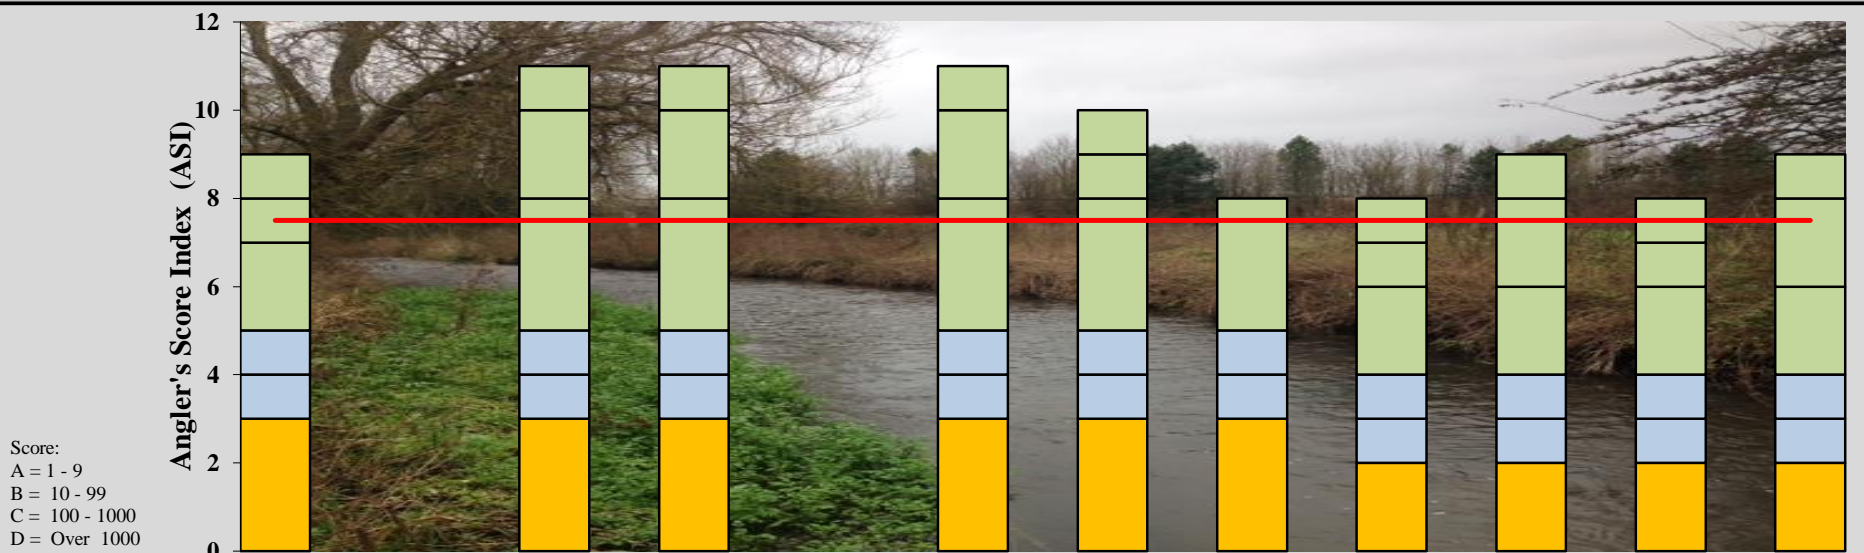 12
10
8
6
4
2
0
Angler's Score Index (ASI)
Score:
A = 1 - 9
B = 10 - 99
C = 100 - 1000
D = Over 1000